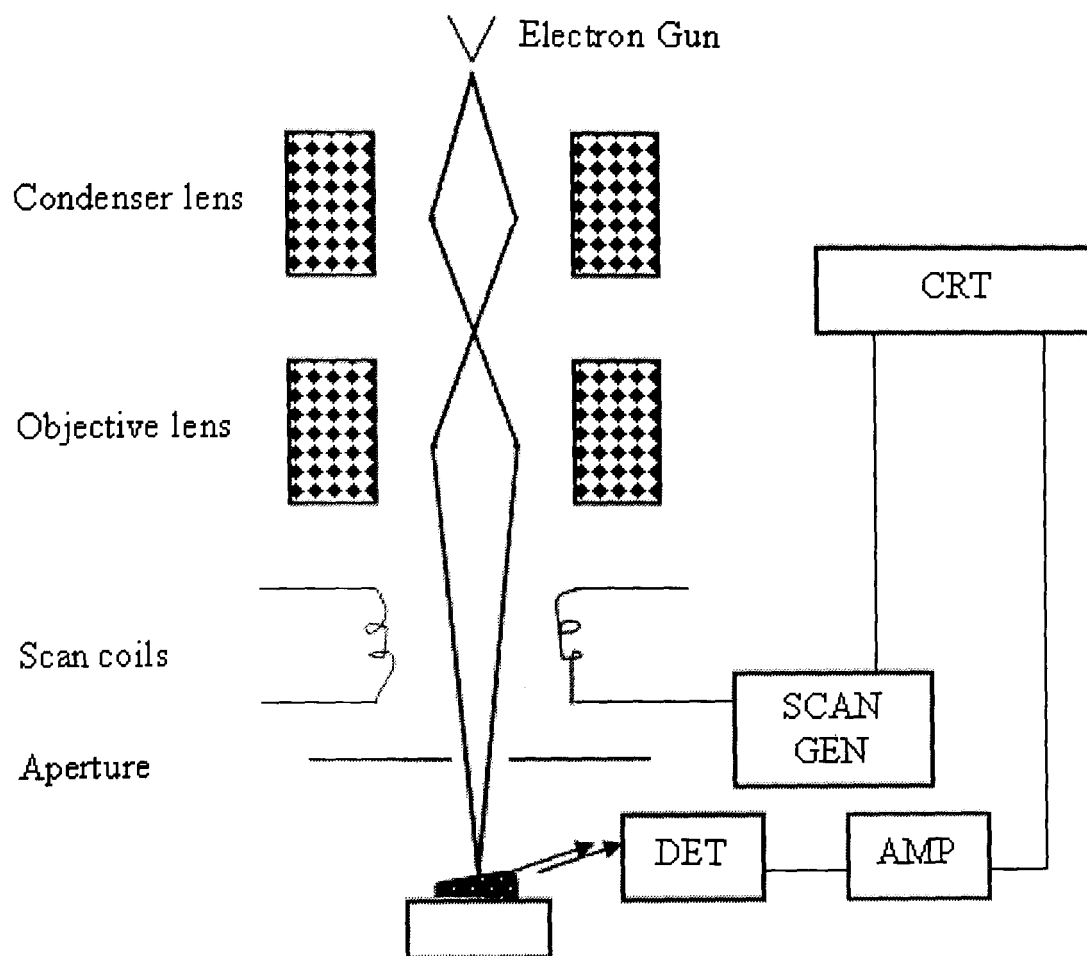 Electron Gun
Condenser lens
CRT
Objective lens
Scan coils
SCAN
GEN
Aperture
DET
AMP